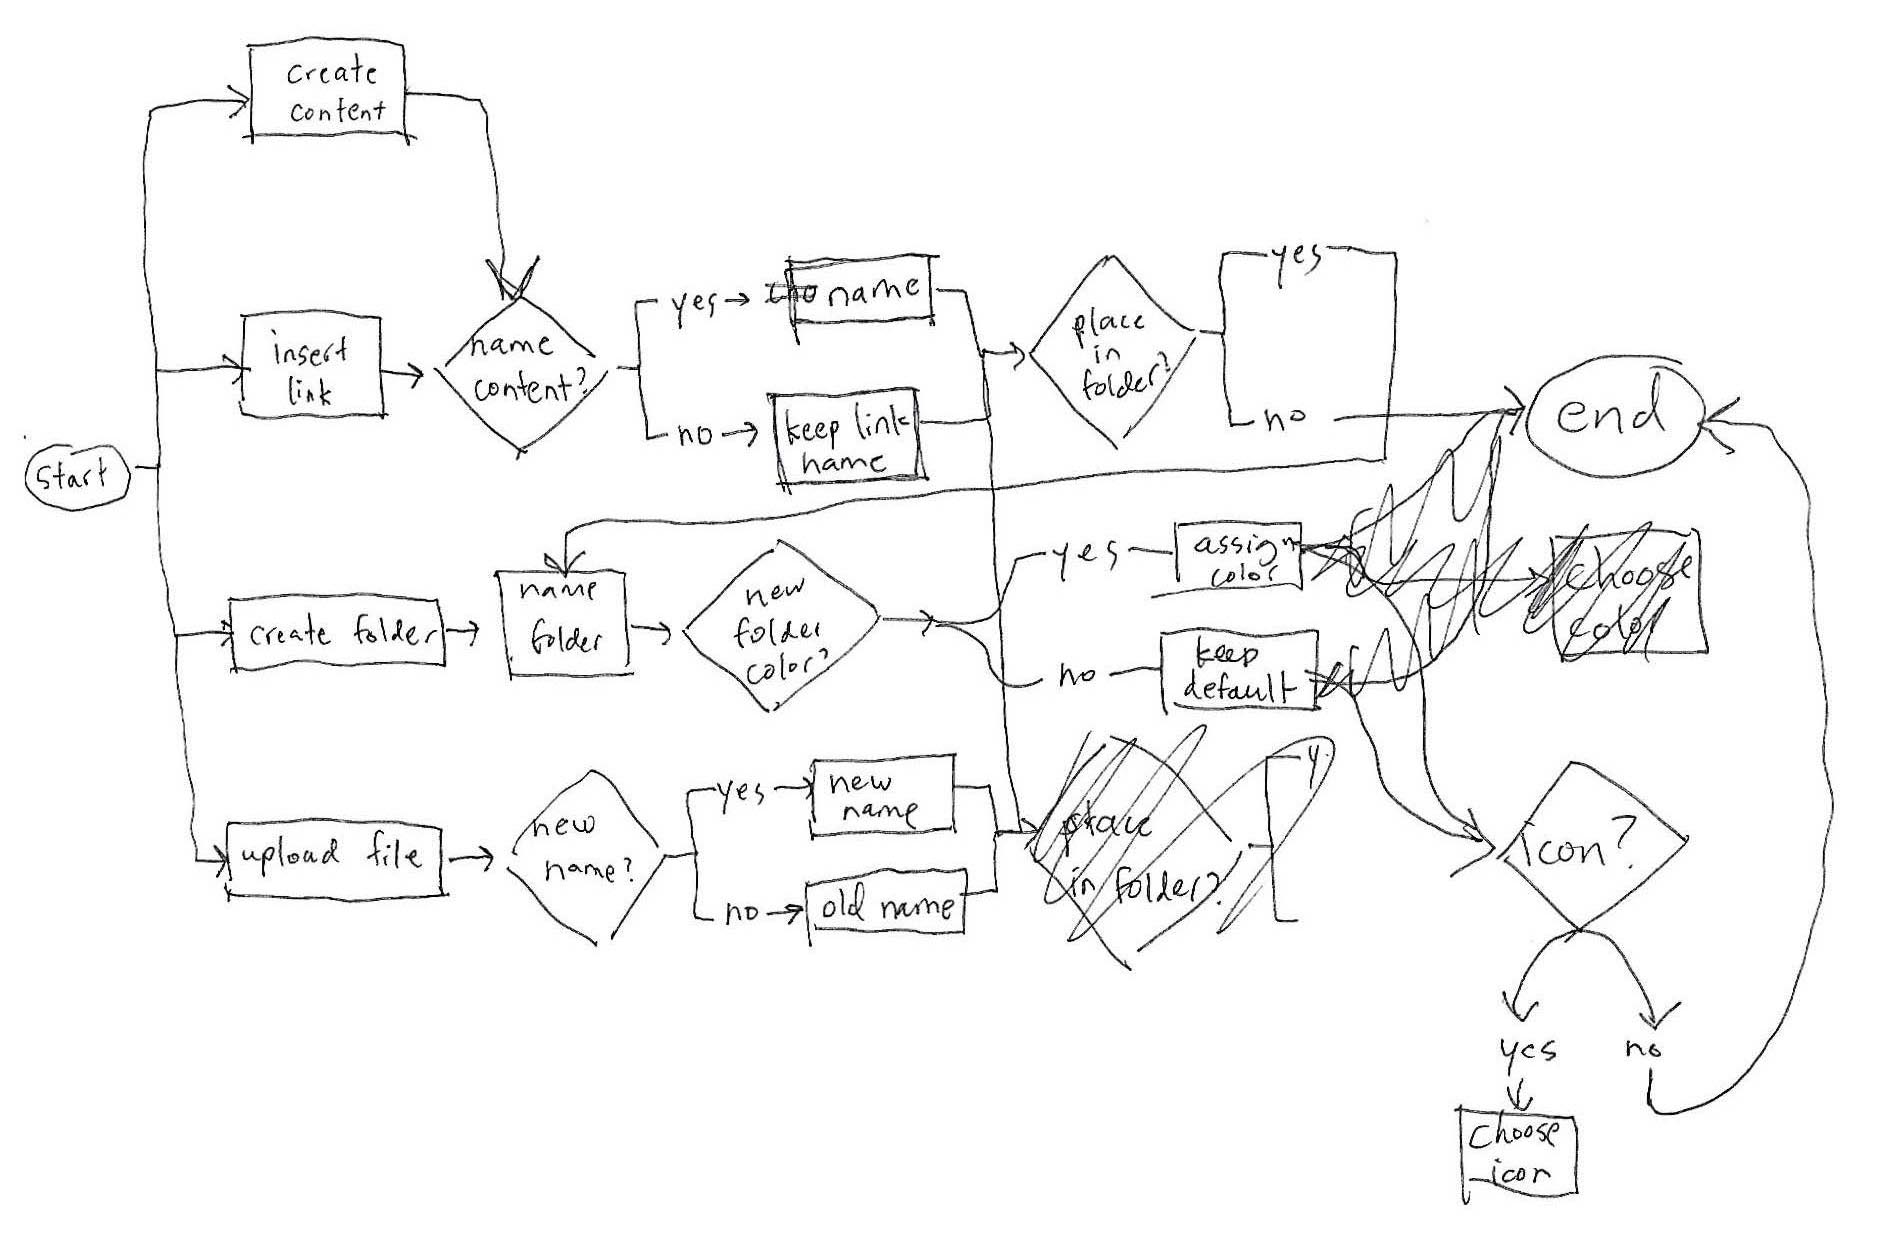 Create
content
yes
yes
name
name
content?
place
in
folder?
insert
link
no
keep link
name
no
end
Start
yes
assign
color
choose
color
new
folder
color?
name
folder
create folder
no
keep
default
yes
new
name
y
new
name?
place
in folder?
icon?
upload file
no
old name
yes
no
Choose
icon